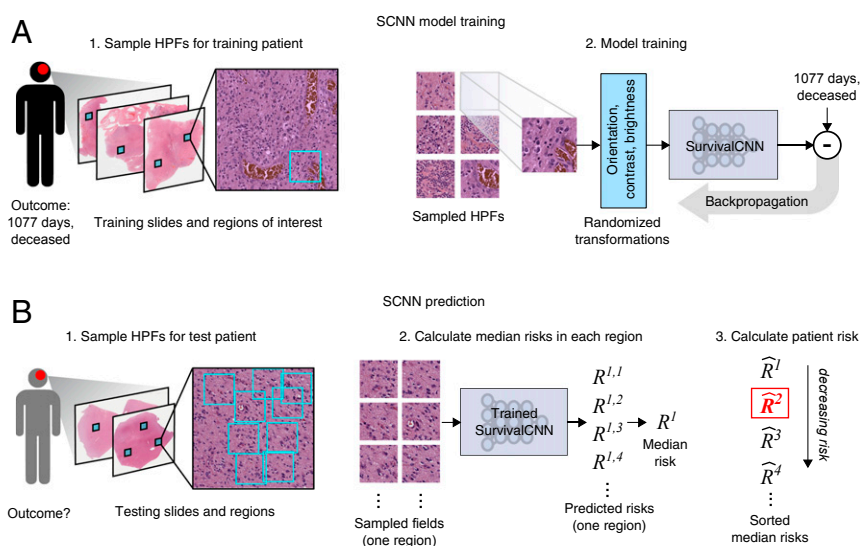 SCNN model training
A
1. Sample HPFs for training patient
2. Model training
1077 days,
deceased
Orientation,
contrast, brightness
SurvivalCNN
-
Backpropagation
Outcome:
1077 days,
deceased
Training slides and regions of interest
Sampled HPFs
Randomized
transformations
SCNN prediction
B
1. Sample HPFs for test patient
2. Calculate median risks in each region
3. Calculate patient risk
Trained
SurvivalCNN
R^{1,1}
R^{1,2}
R^{1,3}
R^{1,4}
⋮
R^1
Median
risk
\widehat{R}^1
\widehat{R}^2
\widehat{R}^3
\widehat{R}^4
⋮
decreasing risk
Outcome?
Testing slides and regions
⋮ ⋮
Sampled fields
(one region)
Predicted risks
(one region)
Sorted
median risks